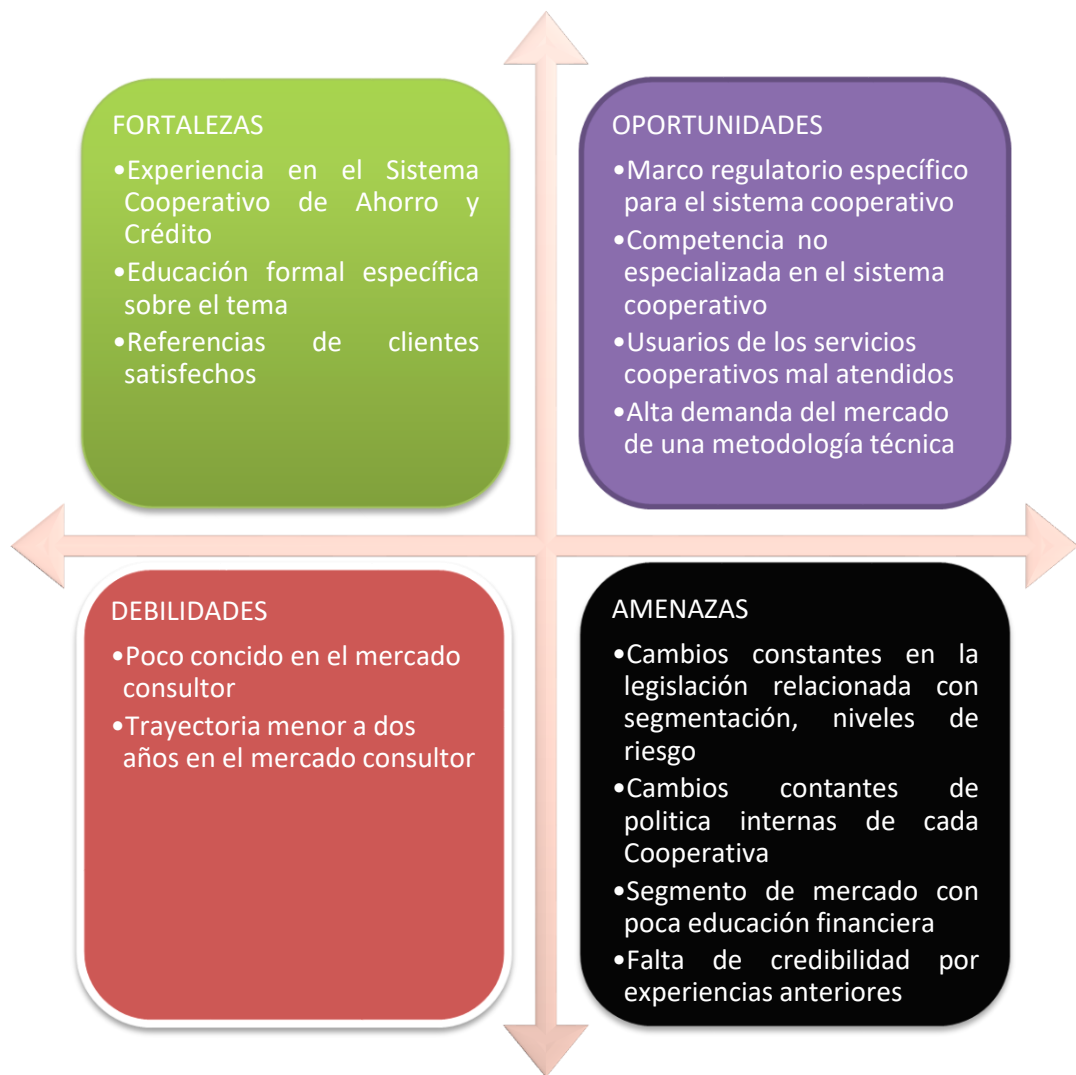 FORTALEZAS
•Experiencia en el Sistema
Cooperativo de Ahorro y
Crédito
•Educación formal específica
sobre el tema
•Referencias de clientes
satisfechos
OPORTUNIDADES
•Marco regulatorio específico
para el sistema cooperativo
•Competencia no
especializada en el sistema
cooperativo
•Usuarios de los servicios
cooperativos mal atendidos
•Alta demanda del mercado
de una metodología técnica
DEBILIDADES
•Poco concido en el mercado
consultor
•Trayectoria menor a dos
años en el mercado consultor
AMENAZAS
•Cambios constantes en la
legislación relacionada con
segmentación, niveles de
riesgo
•Cambios contantes de
politica internas de cada
Cooperativa
•Segmento de mercado con
poca educación financiera
•Falta de credibilidad por
experiencias anteriores